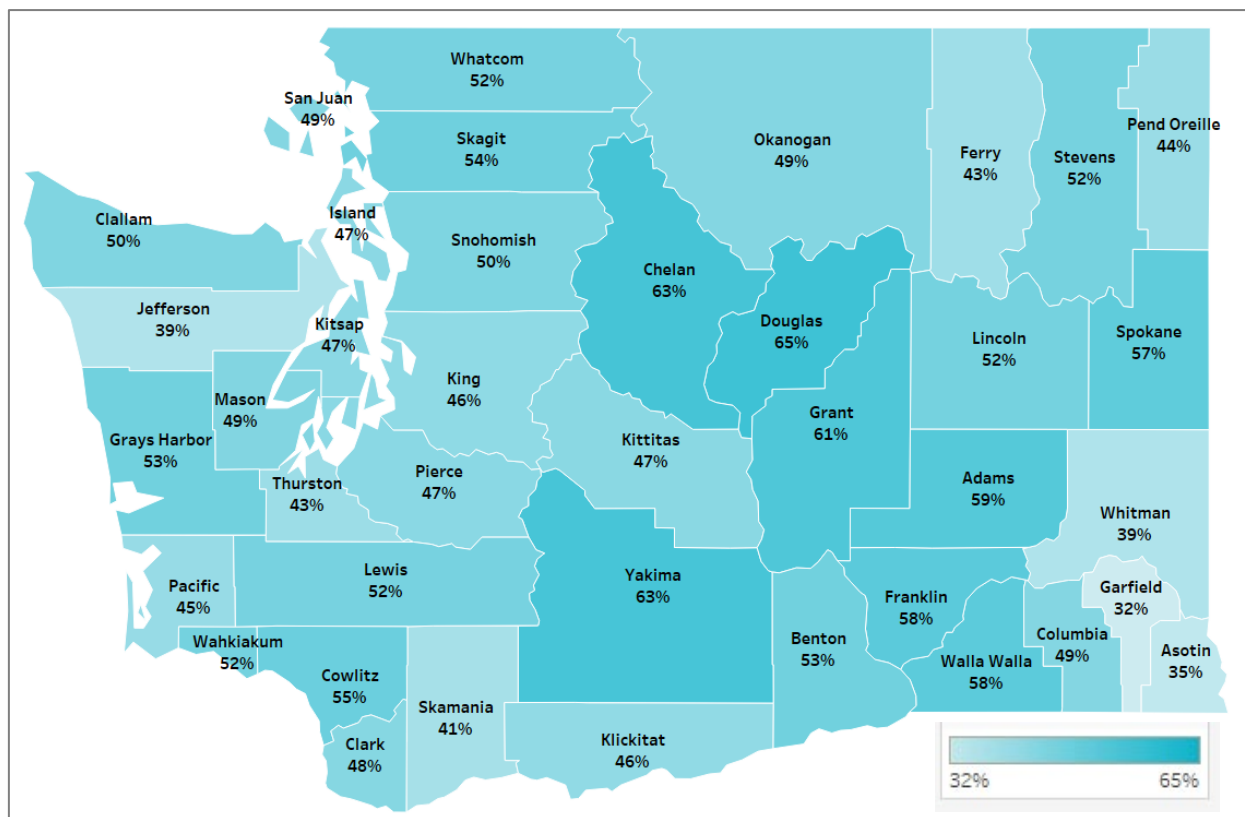 Whatcom
52%
San Juan
49%
Skagit
54%
Okanogan
49%
Ferry
43%
Stevens
52%
Pend Oreille
44%
Clallam
50%
Island
47%
Snohomish
50%
Chelan
63%
Jefferson
39%
Kitsap
47%
Douglas
65%
Lincoln
52%
Spokane
57%
Mason
49%
King
46%
Grant
61%
Grays Harbor
53%
Kittitas
47%
Thurston
43%
Pierce
47%
Adams
59%
Whitman
39%
Pacific
45%
Lewis
52%
Yakima
63%
Franklin
58%
Garfield
32%
Wahkiakum
52%
Benton
53%
Columbia
49%
Asotin
35%
Cowlitz
55%
Walla Walla
58%
Skamania
41%
Clark
48%
Klickitat
46%
32%
65%